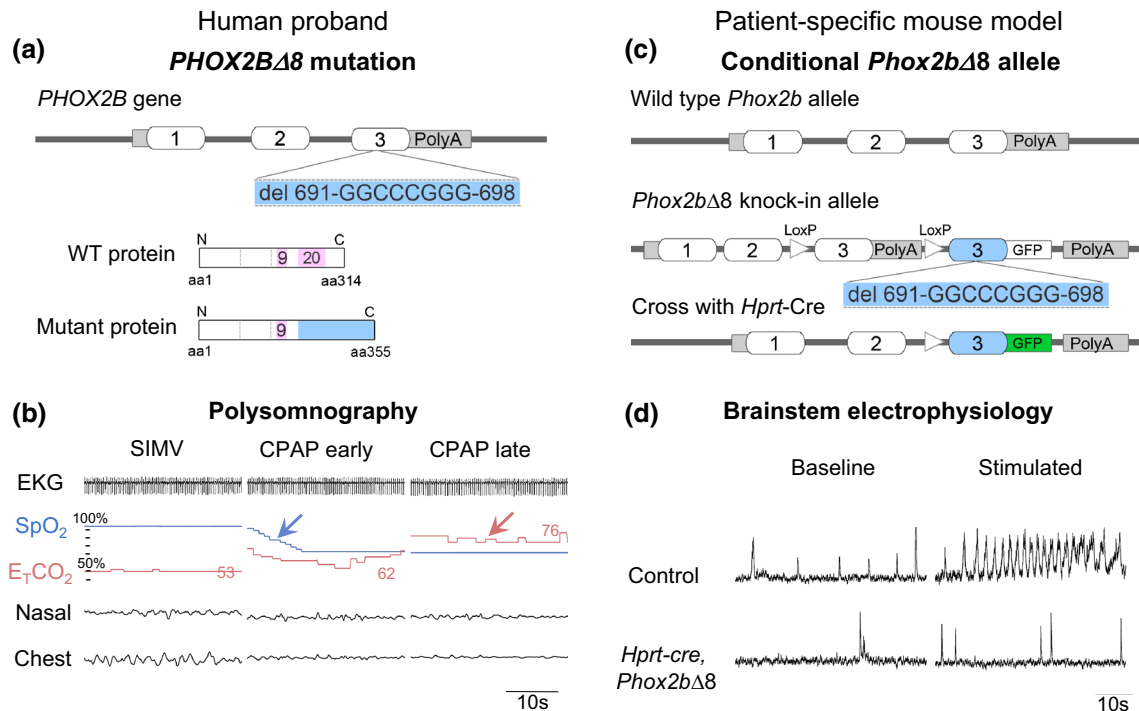 Human proband
(a)
PHOX2BΔ8 mutation
PHOX2B gene
1 2 3 PolyA
del 691-GGCCCGGG-698
WT protein
N C
9 20
aa1 aa314
Mutant protein
N C
9
aa1 aa355
(b) Polysomnography
SIMV CPAP early CPAP late
EKG
SpO2 100%
76
50%
ETCO2 53 62
Nasal
Chest
10s
Patient-specific mouse model
(c)
Conditional Phox2bΔ8 allele
Wild type Phox2b allele
1 2 3 PolyA
Phox2bΔ8 knock-in allele
LoxP LoxP
1 2 3 PolyA 3 GFP PolyA
del 691-GGCCCGGG-698
Cross with Hprt-Cre
1 2 3 GFP PolyA
(d) Brainstem electrophysiology
Baseline Stimulated
Control
Hprt-cre,
Phox2bΔ8
10s